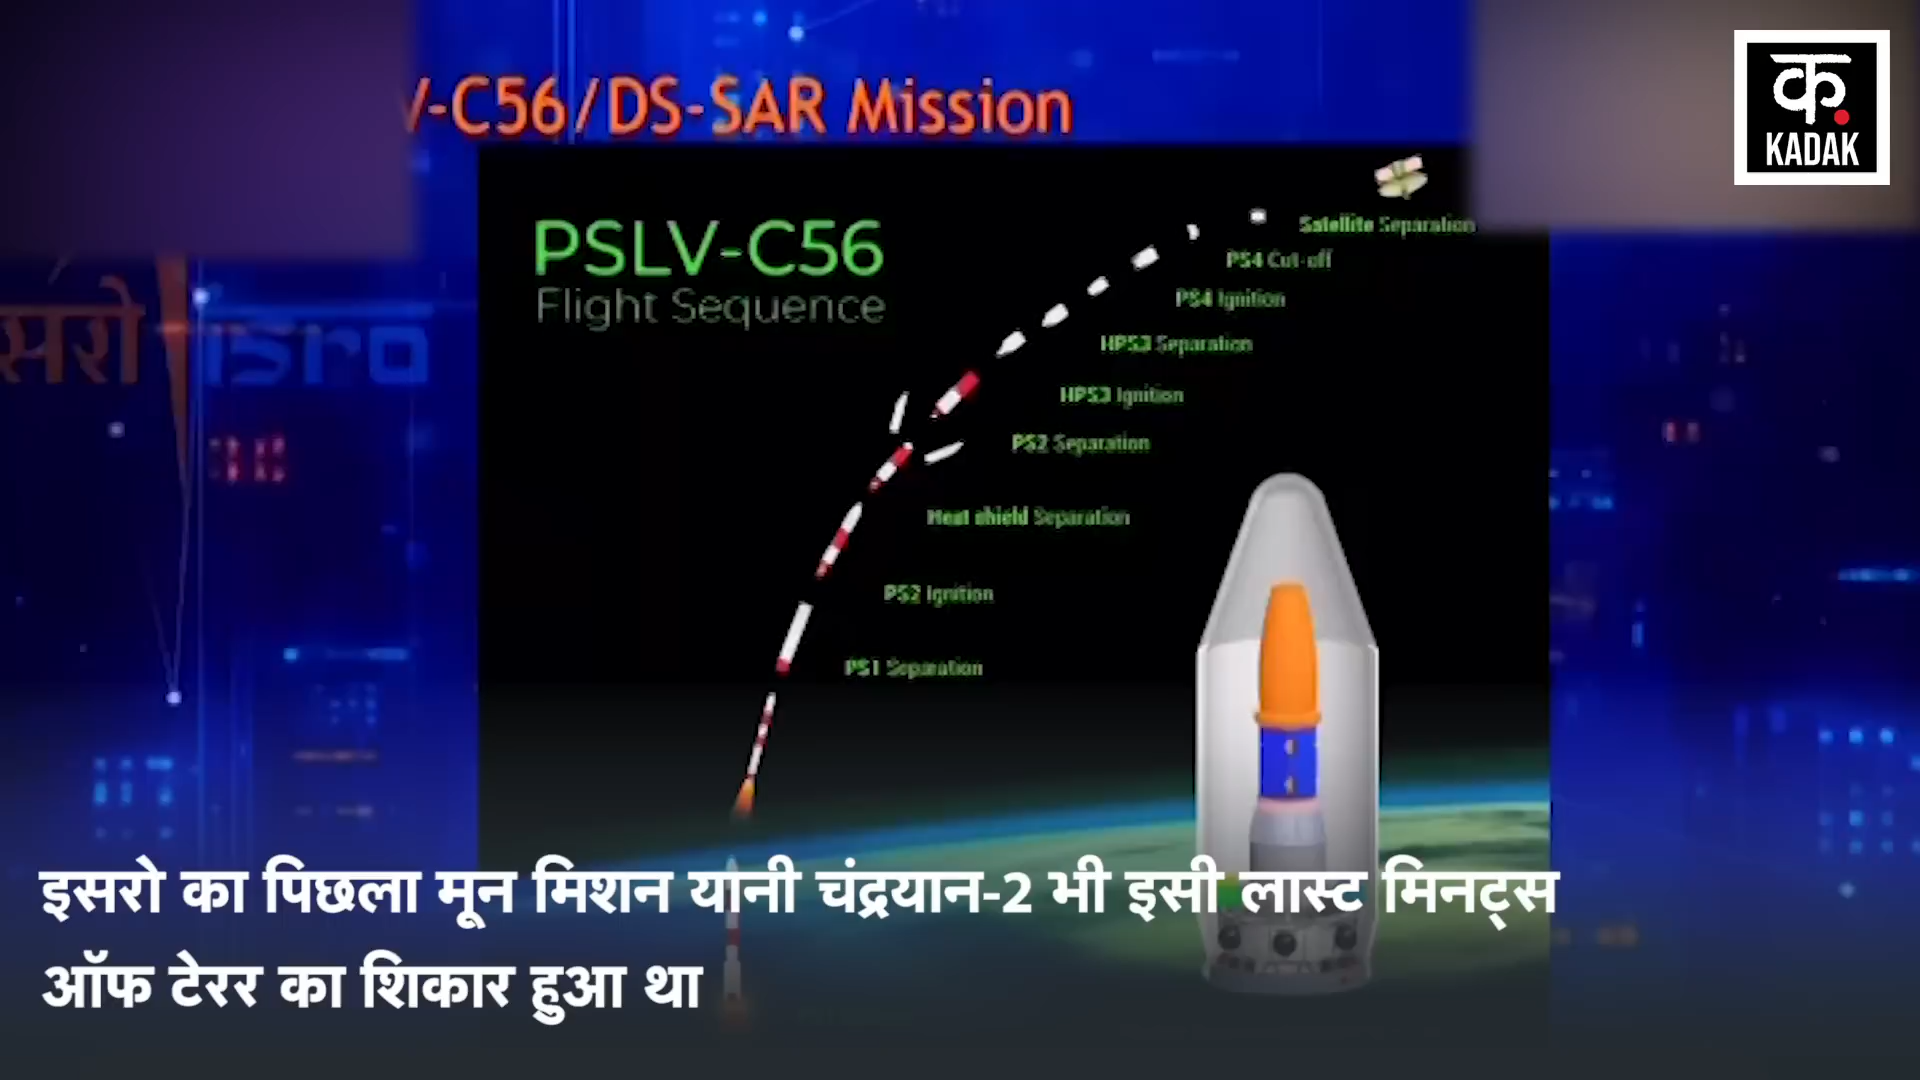 V-C56/DS-SAR Mission
क.
KADAK
PSLV-C56
Flight Sequence
Satellite Separation
PS4 Cut-off
PS4 Ignition
HPS3 Separation
HPS3 Ignition
PS2 Separation
Heat shield Separation
PS2 Ignition
PS1 Separation
सरो isro
इसरो का पिछला मून मिशन यानी चंद्रयान-2 भी इसी लास्ट मिनट्स
ऑफ टेरर का शिकार हुआ था